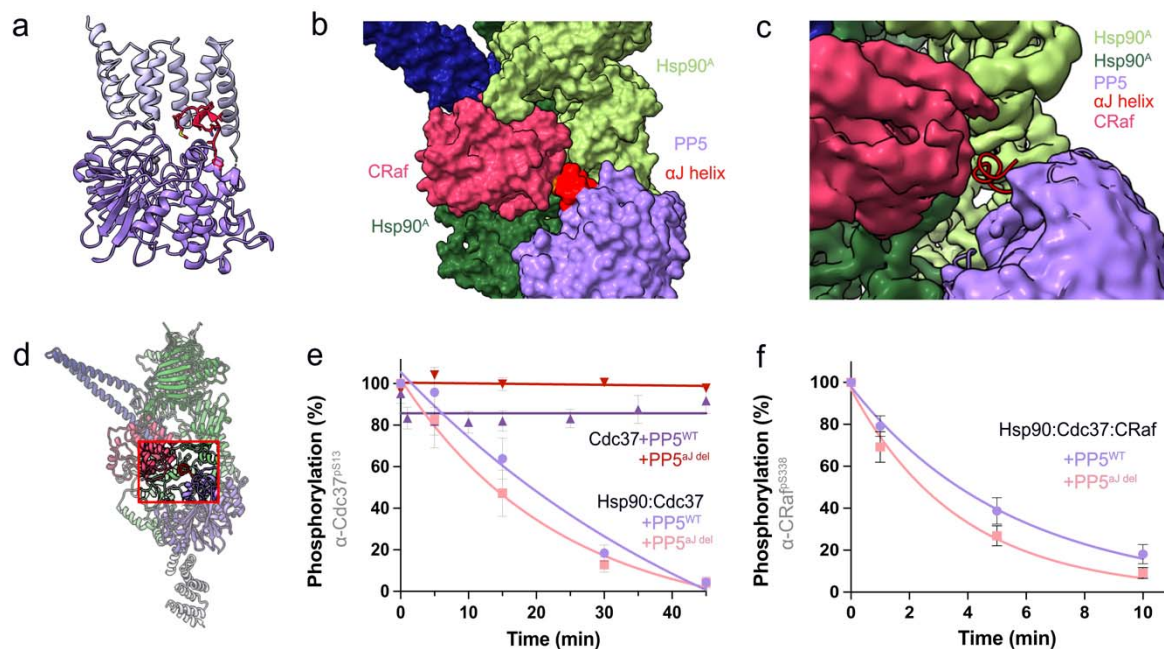 a
b
Hsp90ᴬ
CRaf
PP5
αJ helix
Hsp90ᴬ
c
Hsp90ᴬ
Hsp90ᴬ
PP5
αJ helix
CRaf
d
e
Phosphorylation (%)
α-Cdc37ᵖˢ¹³
100
80
60
40
20
0
Cdc37+PP5ᵂᵀ
+PP5ᵃᴶ ᵈᵉˡ
Hsp90:Cdc37
+PP5ᵂᵀ
+PP5ᵃᴶ ᵈᵉˡ
0 10 20 30 40
Time (min)
f
Phosphorylation (%)
α-CRafᵖˢ³³⁸
100
80
60
40
20
0
Hsp90:Cdc37:CRaf
+PP5ᵂᵀ
+PP5ᵃᴶ ᵈᵉˡ
0 2 4 6 8 10
Time (min)